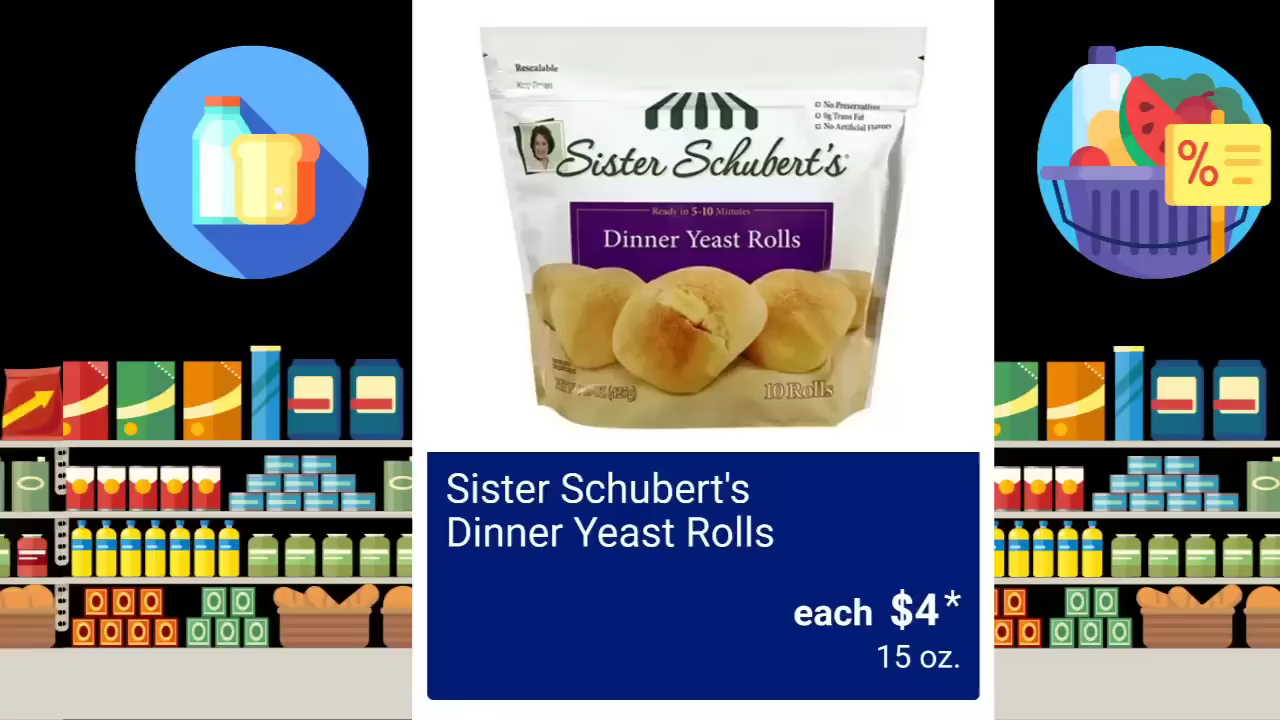 Resealable
No Preservatives
0g Trans Fat
No Artificial Flavors
Sister Schubert's
Ready in 5-10 Minutes
Dinner Yeast Rolls
10 Rolls
%
Sister Schubert's
Dinner Yeast Rolls
each $4*
15 oz.